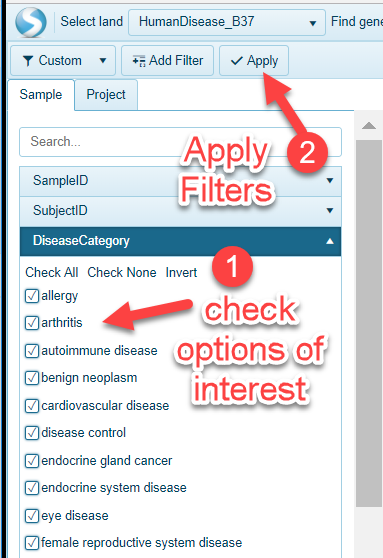 Select land HumanDisease_B37 Find gene
Custom Add Filter Apply
Sample Project
Search...
Apply
Filters
2
SampleID
SubjectID
DiseaseCategory
Check All Check None Invert
1
check
options of
interest
allergy
arthritis
autoimmune disease
benign neoplasm
cardiovascular disease
disease control
endocrine gland cancer
endocrine system disease
eye disease
female reproductive system disease